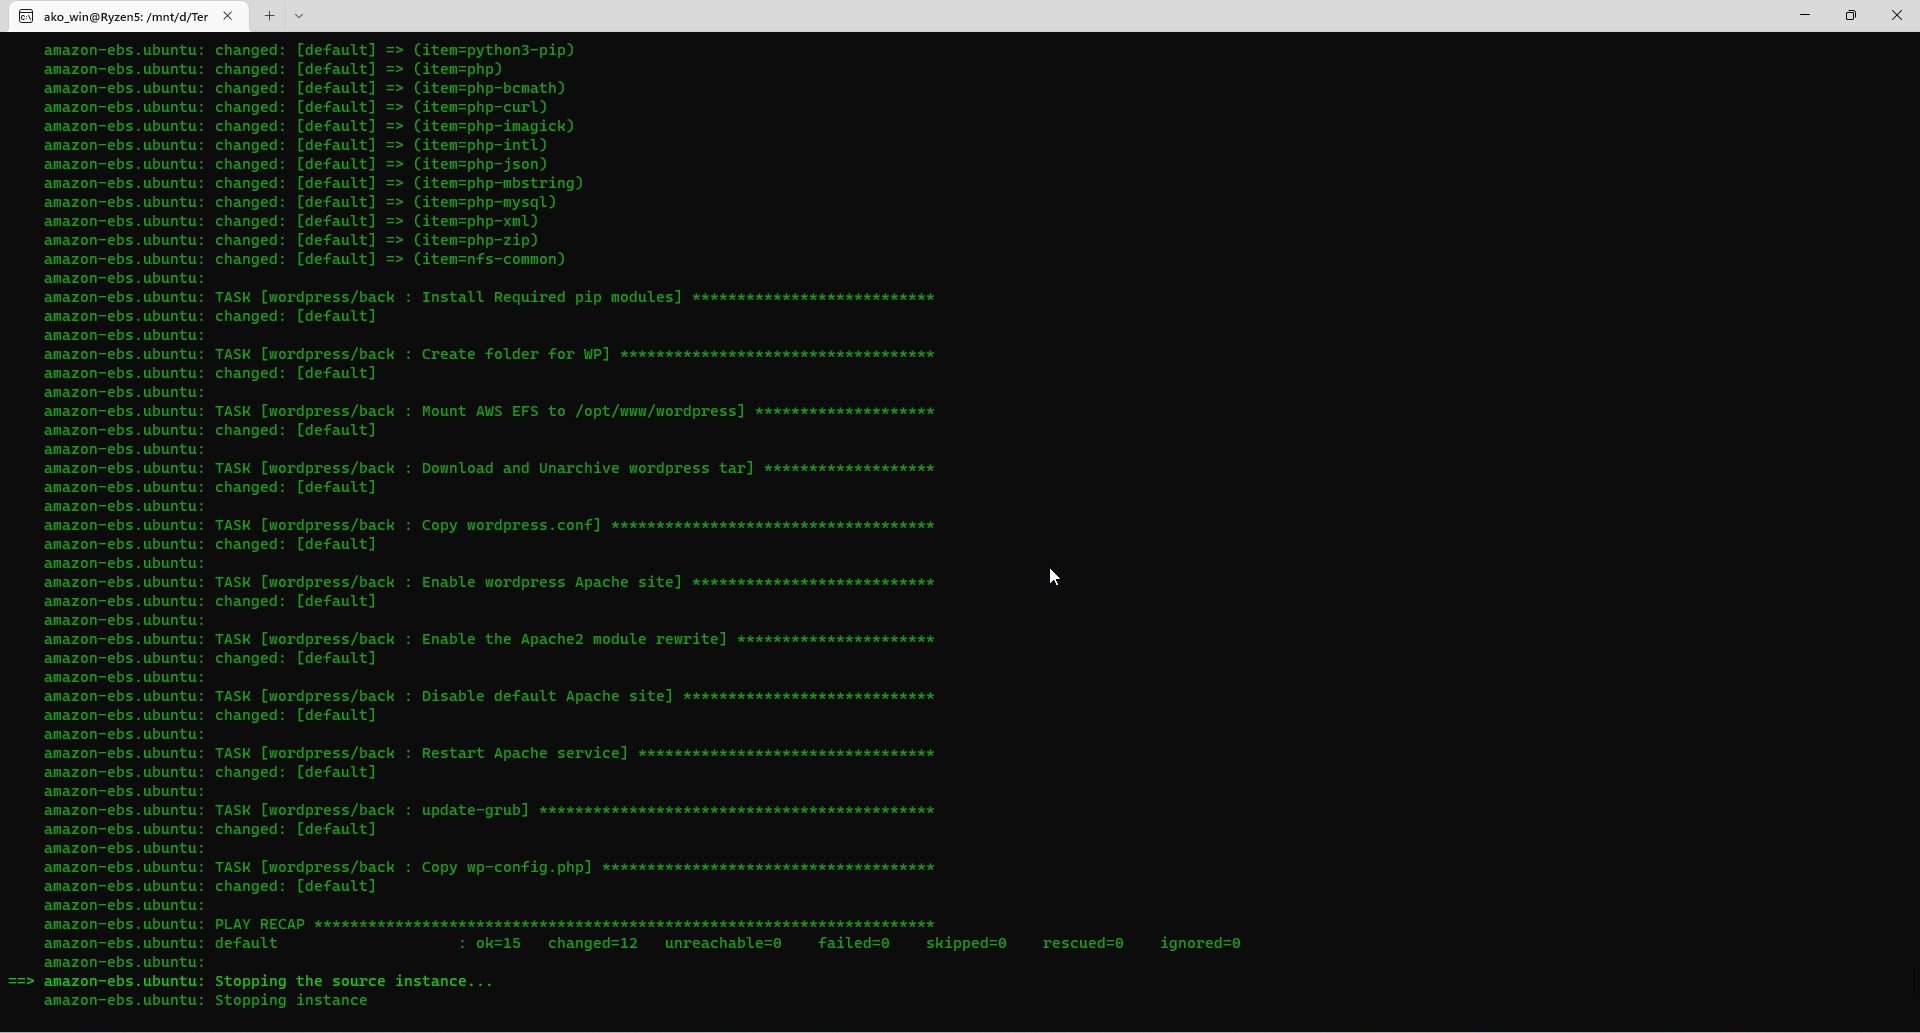 ako_win@Ryzen5: /mnt/d/Ter
amazon-ebs.ubuntu: changed: [default] => (item=python3-pip)
amazon-ebs.ubuntu: changed: [default] => (item=php)
amazon-ebs.ubuntu: changed: [default] => (item=php-bcmath)
amazon-ebs.ubuntu: changed: [default] => (item=php-curl)
amazon-ebs.ubuntu: changed: [default] => (item=php-imagick)
amazon-ebs.ubuntu: changed: [default] => (item=php-intl)
amazon-ebs.ubuntu: changed: [default] => (item=php-json)
amazon-ebs.ubuntu: changed: [default] => (item=php-mbstring)
amazon-ebs.ubuntu: changed: [default] => (item=php-mysql)
amazon-ebs.ubuntu: changed: [default] => (item=php-xml)
amazon-ebs.ubuntu: changed: [default] => (item=php-zip)
amazon-ebs.ubuntu: changed: [default] => (item=nfs-common)
amazon-ebs.ubuntu:
amazon-ebs.ubuntu: TASK [wordpress/back : Install Required pip modules] ***************************
amazon-ebs.ubuntu: changed: [default]
amazon-ebs.ubuntu:
amazon-ebs.ubuntu: TASK [wordpress/back : Create folder for WP] ***********************************
amazon-ebs.ubuntu: changed: [default]
amazon-ebs.ubuntu:
amazon-ebs.ubuntu: TASK [wordpress/back : Mount AWS EFS to /opt/www/wordpress] ********************
amazon-ebs.ubuntu: changed: [default]
amazon-ebs.ubuntu:
amazon-ebs.ubuntu: TASK [wordpress/back : Download and Unarchive wordpress tar] *******************
amazon-ebs.ubuntu: changed: [default]
amazon-ebs.ubuntu:
amazon-ebs.ubuntu: TASK [wordpress/back : Copy wordpress.conf] ************************************
amazon-ebs.ubuntu: changed: [default]
amazon-ebs.ubuntu:
amazon-ebs.ubuntu: TASK [wordpress/back : Enable wordpress Apache site] ***************************
amazon-ebs.ubuntu: changed: [default]
amazon-ebs.ubuntu:
amazon-ebs.ubuntu: TASK [wordpress/back : Enable the Apache2 module rewrite] **********************
amazon-ebs.ubuntu: changed: [default]
amazon-ebs.ubuntu:
amazon-ebs.ubuntu: TASK [wordpress/back : Disable default Apache site] ****************************
amazon-ebs.ubuntu: changed: [default]
amazon-ebs.ubuntu:
amazon-ebs.ubuntu: TASK [wordpress/back : Restart Apache service] *********************************
amazon-ebs.ubuntu: changed: [default]
amazon-ebs.ubuntu:
amazon-ebs.ubuntu: TASK [wordpress/back : update-grub] ********************************************
amazon-ebs.ubuntu: changed: [default]
amazon-ebs.ubuntu:
amazon-ebs.ubuntu: TASK [wordpress/back : Copy wp-config.php] *************************************
amazon-ebs.ubuntu: changed: [default]
amazon-ebs.ubuntu:
amazon-ebs.ubuntu: PLAY RECAP *********************************************************************
amazon-ebs.ubuntu: default                    : ok=15   changed=12   unreachable=0    failed=0    skipped=0    rescued=0    ignored=0
amazon-ebs.ubuntu:
==> amazon-ebs.ubuntu: Stopping the source instance...
amazon-ebs.ubuntu: Stopping instance